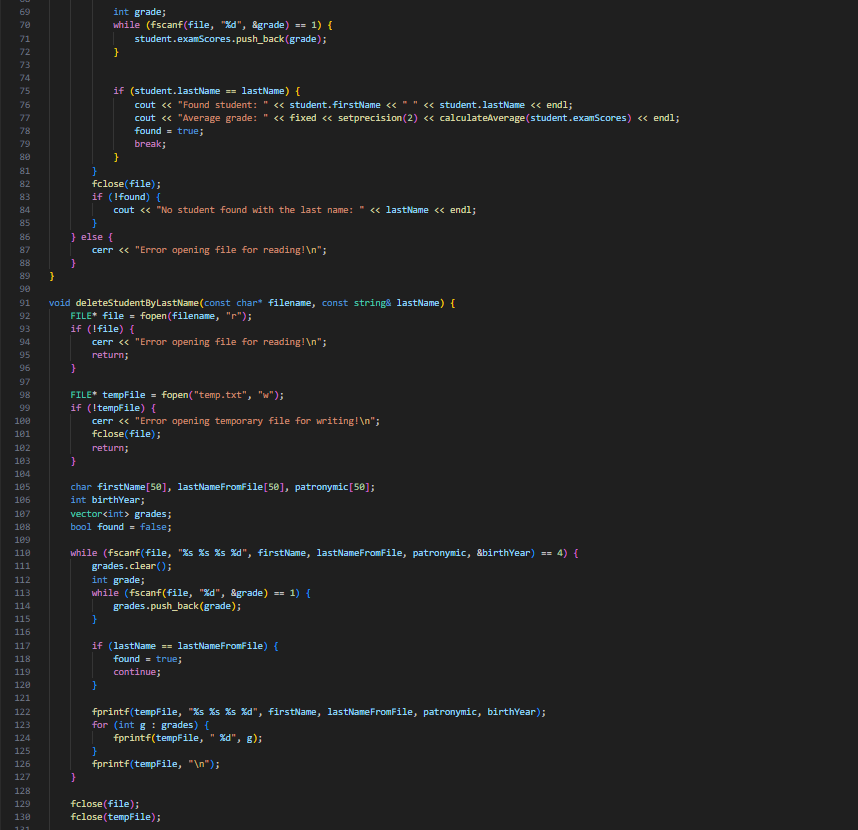 69 int grade;
70 while (fscanf(file, "%d", &grade) == 1) {
71 student.examScores.push_back(grade);
72 }
73
74
75 if (student.lastName == lastName) {
76 cout << "Found student: " << student.firstName << " " << student.lastName << endl;
77 cout << "Average grade: " << fixed << setprecision(2) << calculateAverage(student.examScores) << endl;
78 found = true;
79 break;
80 }
81 }
82 fclose(file);
83 if (!found) {
84 cout << "No student found with the last name: " << lastName << endl;
85 }
86 } else {
87 cerr << "Error opening file for reading!\n";
88 }
89 }
90
91 void deleteStudentByLastName(const char* filename, const string& lastName) {
92 FILE* file = fopen(filename, "r");
93 if (!file) {
94 cerr << "Error opening file for reading!\n";
95 return;
96 }
97
98 FILE* tempFile = fopen("temp.txt", "w");
99 if (!tempFile) {
100 cerr << "Error opening temporary file for writing!\n";
101 fclose(file);
102 return;
103 }
104
105 char firstName[50], lastNameFromFile[50], patronymic[50];
106 int birthYear;
107 vector<int> grades;
108 bool found = false;
109
110 while (fscanf(file, "%s %s %s %d", firstName, lastNameFromFile, patronymic, &birthYear) == 4) {
111 grades.clear();
112 int grade;
113 while (fscanf(file, "%d", &grade) == 1) {
114 grades.push_back(grade);
115 }
116
117 if (lastName == lastNameFromFile) {
118 found = true;
119 continue;
120 }
121
122 fprintf(tempFile, "%s %s %s %d", firstName, lastNameFromFile, patronymic, birthYear);
123 for (int g : grades) {
124 fprintf(tempFile, " %d", g);
125 }
126 fprintf(tempFile, "\n");
127 }
128
129 fclose(file);
130 fclose(tempFile);